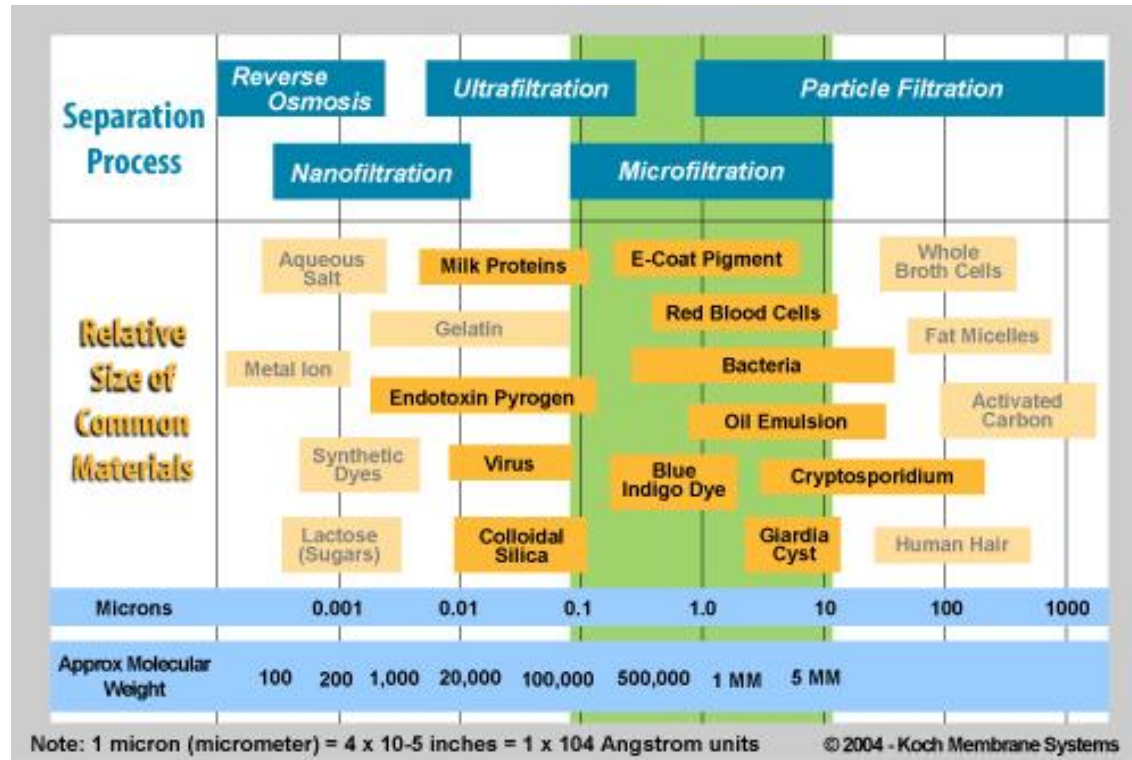 Separation
Process
Reverse
Osmosis
Ultrafiltration
Particle Filtration
Nanofiltration
Microfiltration
Relative
Size of
Common
Materials
Aqueous
Salt
Milk Proteins
E-Coat Pigment
Whole
Broth Cells
Gelatin
Red Blood Cells
Fat Micelles
Metal Ion
Bacteria
Endotoxin Pyrogen
Activated
Carbon
Oil Emulsion
Synthetic
Dyes
Virus
Blue
Indigo Dye
Cryptosporidium
Lactose
(Sugars)
Colloidal
Silica
Giardia
Cyst
Human Hair
Microns 0.001 0.01 0.1 1.0 10 100 1000
Approx Molecular
Weight
100 200 1,000 20,000 100,000 500,000 1 MM 5 MM
Note: 1 micron (micrometer) = 4 x 10-5 inches = 1 x 104 Angstrom units © 2004 - Koch Membrane Systems